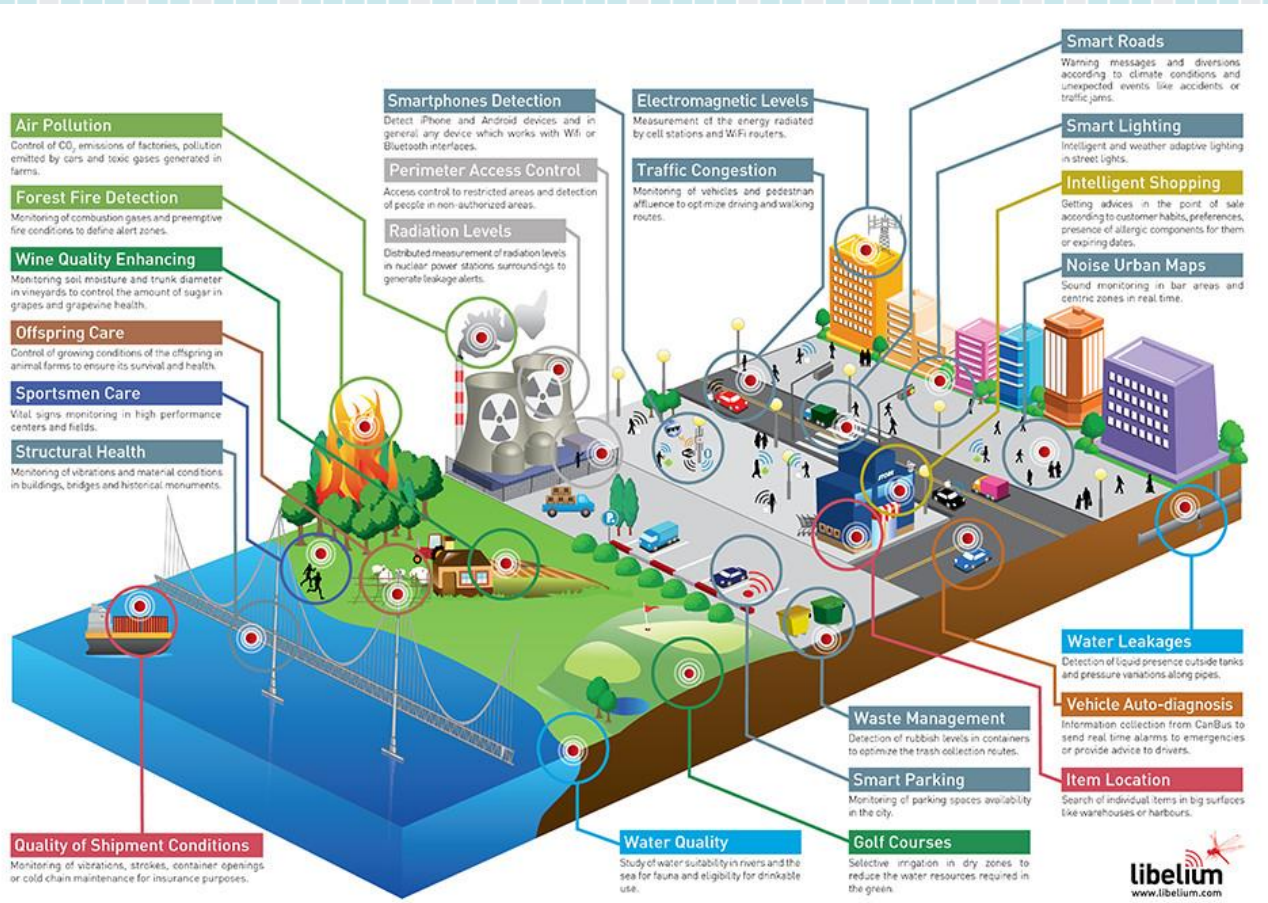 Air Pollution
Control of CO₂ emissions of factories, pollution
emitted by cars and toxic gases generated in
farms.
Forest Fire Detection
Monitoring of combustion gases and preemptive
fire conditions to define alert zones.
Wine Quality Enhancing
Monitoring soil moisture and trunk diameter
in vineyards to control the amount of sugar in
grapes and grapevine health.
Offspring Care
Control of growing conditions of the offspring in
animal farms to ensure its survival and health.
Sportsmen Care
Vital signs monitoring in high performance
centers and fields.
Structural Health
Monitoring of vibrations and material conditions
in buildings, bridges and historical monuments.
Quality of Shipment Conditions
Monitoring of vibrations, strokes, container openings
or cold chain maintenance for insurance purposes.
Smartphones Detection
Detect iPhone and Android devices and in
general any device which works with Wifi or
Bluetooth interfaces.
Perimeter Access Control
Access control to restricted areas and detection
of people in non-authorized areas.
Radiation Levels
Distributed measurement of radiation levels
in nuclear power stations surroundings to
generate leakage alerts.
Electromagnetic Levels
Measurement of the energy radiated
by cell stations and WiFi routers.
Traffic Congestion
Monitoring of vehicles and pedestrian
affluence to optimize driving and walking
routes.
Smart Roads
Warning messages and diversions
according to climate conditions and
unexpected events like accidents or
traffic jams.
Smart Lighting
Intelligent and weather adaptive lighting
in street lights.
Intelligent Shopping
Getting advices in the point of sale
according to customer habits, preferences,
presence of allergic components for them
or expiring dates.
Noise Urban Maps
Sound monitoring in bar areas and
centric zones in real time.
STORE
P
Water Leakages
Detection of liquid presence outside tanks
and pressure variations along pipes.
Vehicle Auto-diagnosis
Information collection from CanBus to
send real time alarms to emergencies
or provide advice to drivers.
Item Location
Search of individual items in big surfaces
like warehouses or harbours.
Waste Management
Detection of rubbish levels in containers
to optimize the trash collection routes.
Smart Parking
Monitoring of parking spaces availability
in the city.
Golf Courses
Selective irrigation in dry zones to
reduce the water resources required in
the green.
Water Quality
Study of water suitability in rivers and the
sea for fauna and eligibility for drinkable
use.
libelium
www.libelium.com